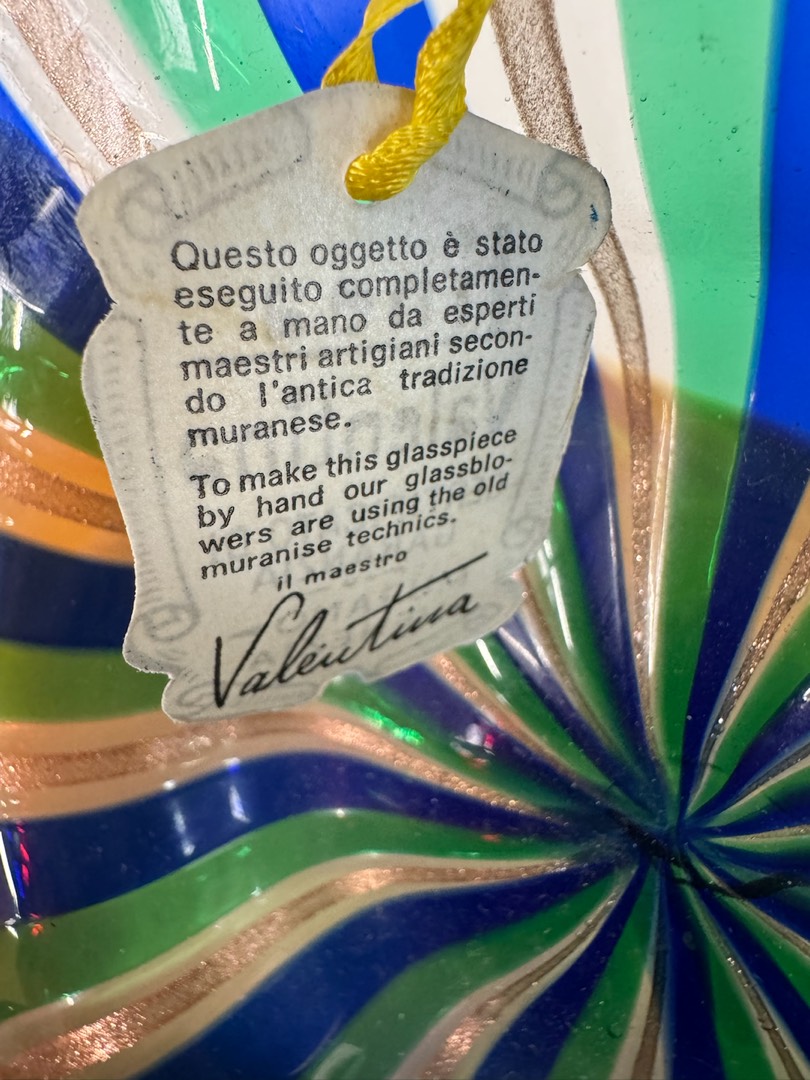 Questo oggetto è stato
eseguito completamen-
te a mano da esperti
maestri artigiani secon-
do l'antica tradizione
muranese.
To make this glasspiece
by hand our glassblo-
wers are using the old
muranise technics.
il maestro
Valentina